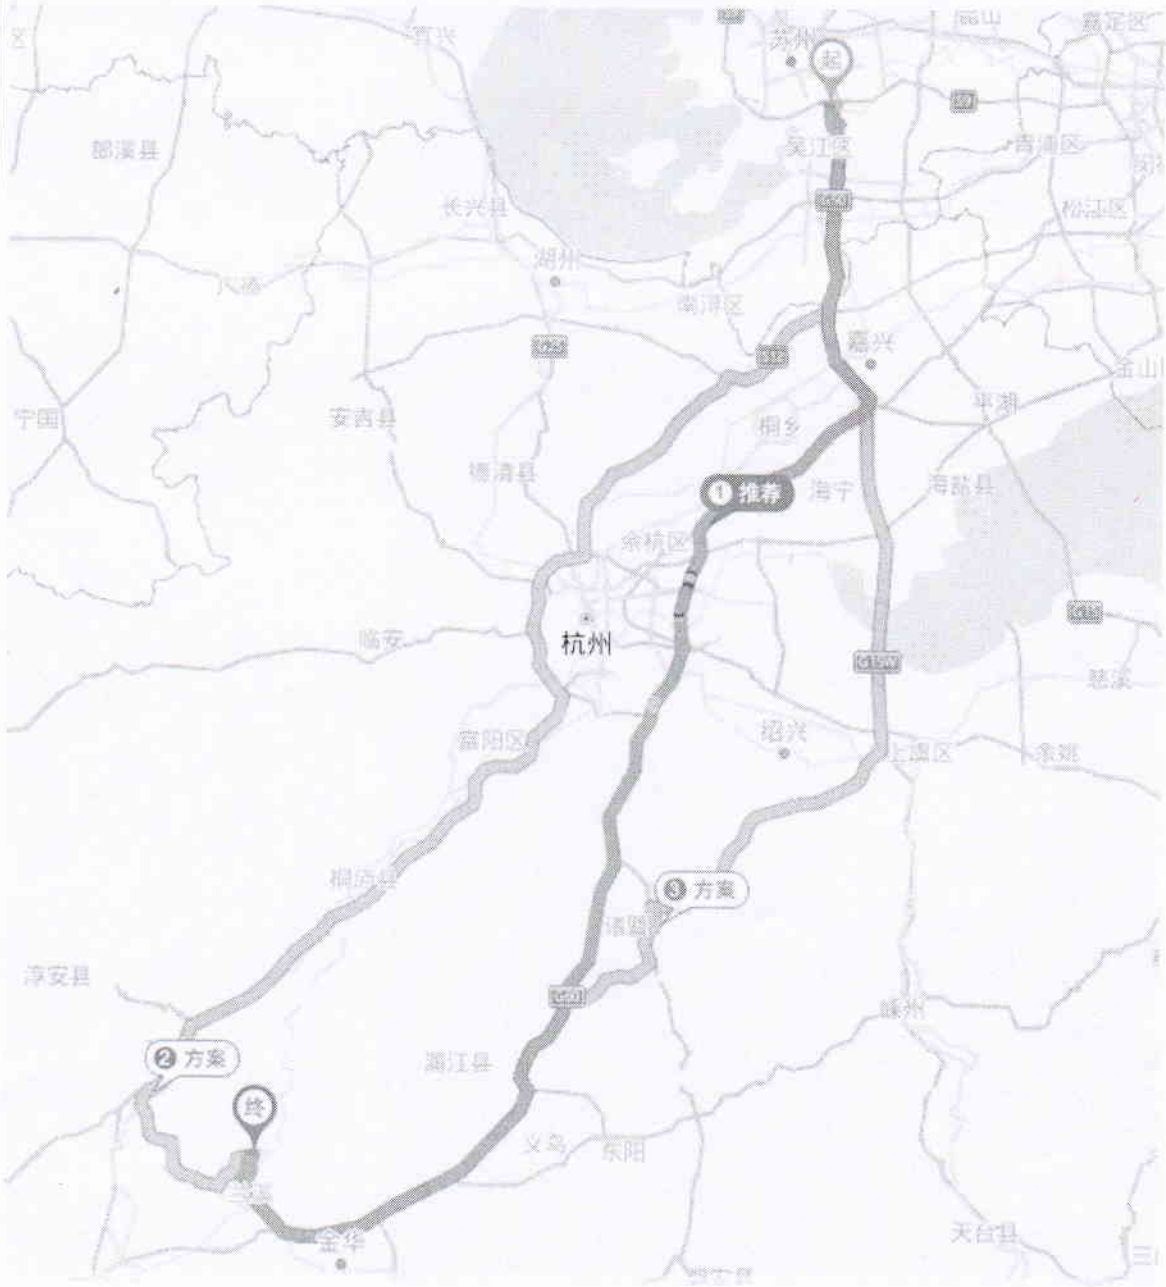 宜兴
苏州
昆山
嘉定区
起
郎溪县
吴江区
青浦区
长兴县
松江区
湖州
南浔区
嘉兴
金山
宁国
安吉县
桐乡
平湖
德清县
1 推荐
海宁
海盐县
余杭区
临安
杭州
G15W
慈溪
富阳区
绍兴
上虞区
余姚
桐庐县
3 方案
诸暨
淳安县
嵊州
2 方案
浦江县
终
义乌
东阳
金华
天台县